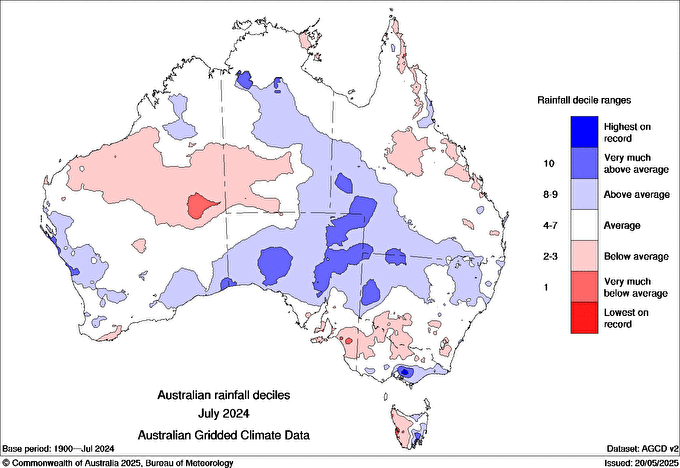 Rainfall decile ranges
Highest on
record
10
Very much
above average
8-9
Above average
4-7
Average
2-3
Below average
1
Very much
below average
Lowest on
record
Australian rainfall deciles
July 2024
Australian Gridded Climate Data
Base period: 1900—Jul 2024
Dataset: AGCD v2
© Commonwealth of Australia 2025, Bureau of Meteorology
Issued: 20/05/2025